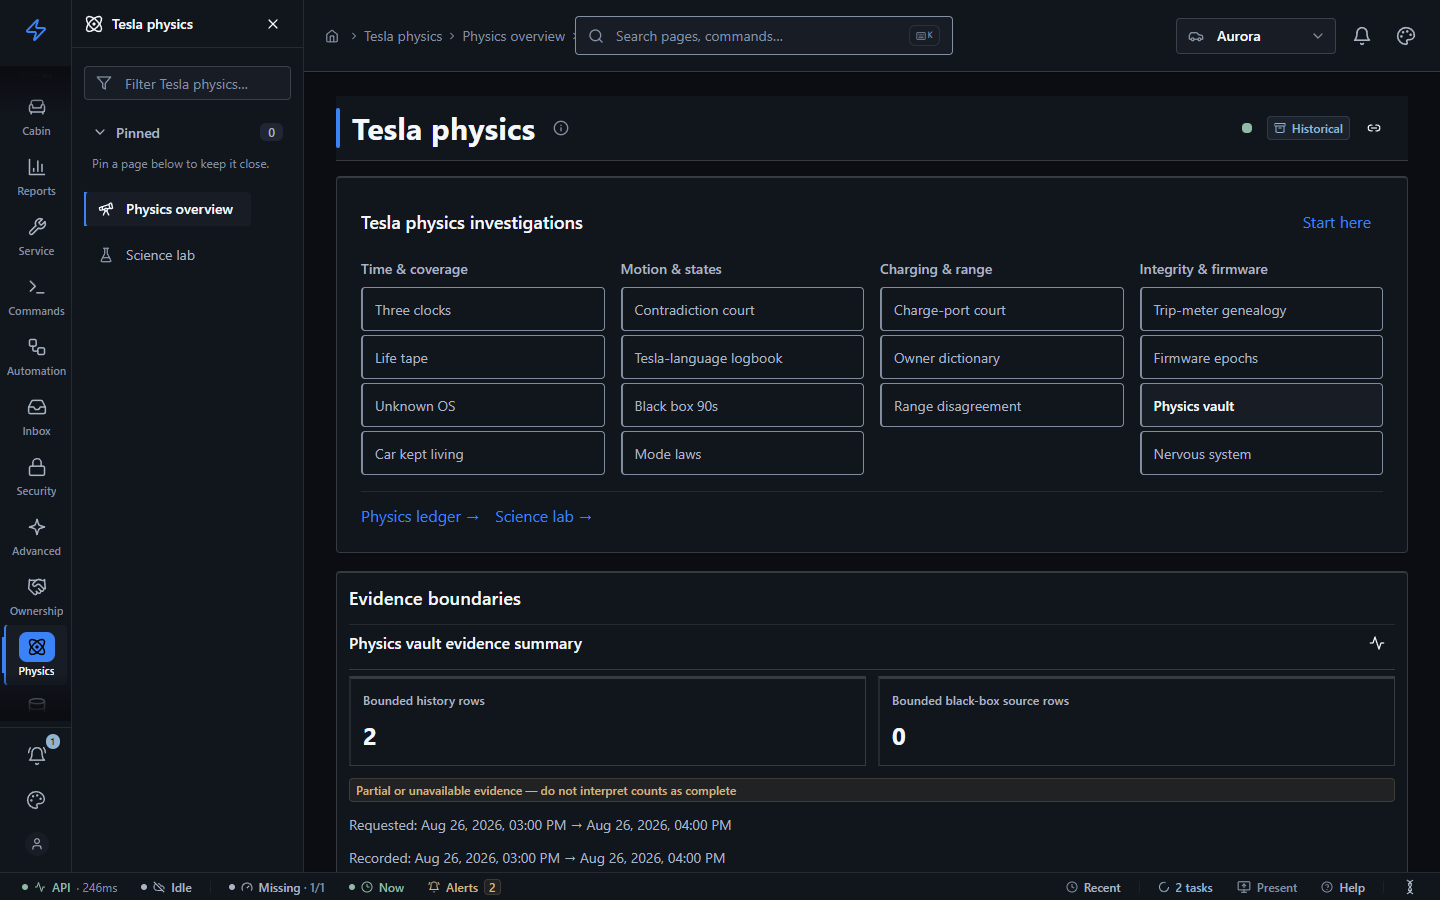 Tesla physics
Tesla physics
Physics overview
Search pages, commands...
K
Aurora
Cabin
Reports
Service
Commands
Automation
Inbox
Security
Advanced
Ownership
Physics
1
Filter Tesla physics...
Pinned
0
Pin a page below to keep it close.
Physics overview
Science lab
Tesla physics
Historical
Tesla physics investigations
Start here
Time & coverage
Three clocks
Life tape
Unknown OS
Car kept living
Motion & states
Contradiction court
Tesla-language logbook
Black box 90s
Mode laws
Charging & range
Charge-port court
Owner dictionary
Range disagreement
Integrity & firmware
Trip-meter genealogy
Firmware epochs
Physics vault
Nervous system
Physics ledger →
Science lab →
Evidence boundaries
Physics vault evidence summary
Bounded history rows
2
Bounded black-box source rows
0
Partial or unavailable evidence — do not interpret counts as complete
Requested: Aug 26, 2026, 03:00 PM → Aug 26, 2026, 04:00 PM
Recorded: Aug 26, 2026, 03:00 PM → Aug 26, 2026, 04:00 PM
API · 246ms
Idle
Missing · 1/1
Now
Alerts 2
Recent
2 tasks
Present
Help